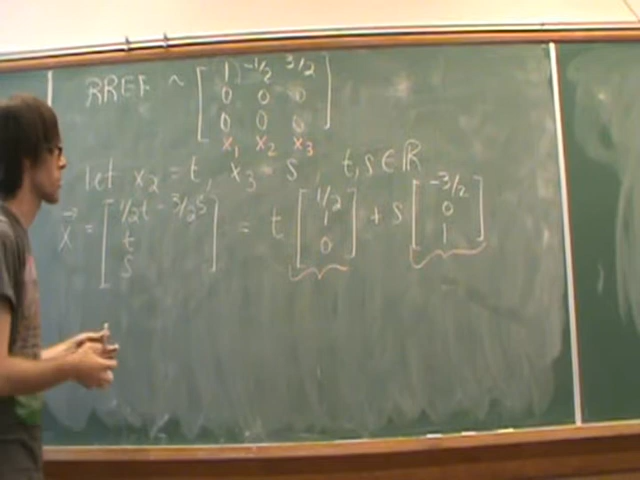 RREF ~ [ 1 -1/2 3/2
0 0 0
0 0 0 ]
x₁ x₂ x₃
let x₂ = t, x₃ = s t, s ∈ ℝ
x⃗ = [ 1/2t - 3/2s = t [ 1/2 + s [ -3/2
t 1 0
s ] 0 ] 1 ]